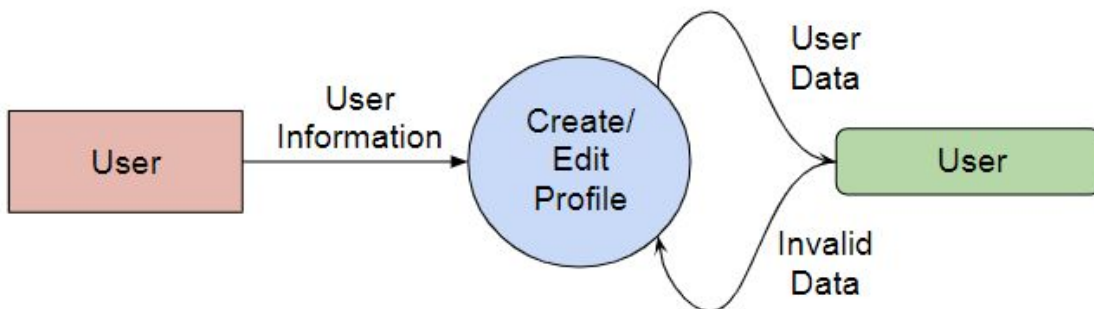 User
User
Information
Create/
Edit
Profile
User
Data
User
Invalid
Data